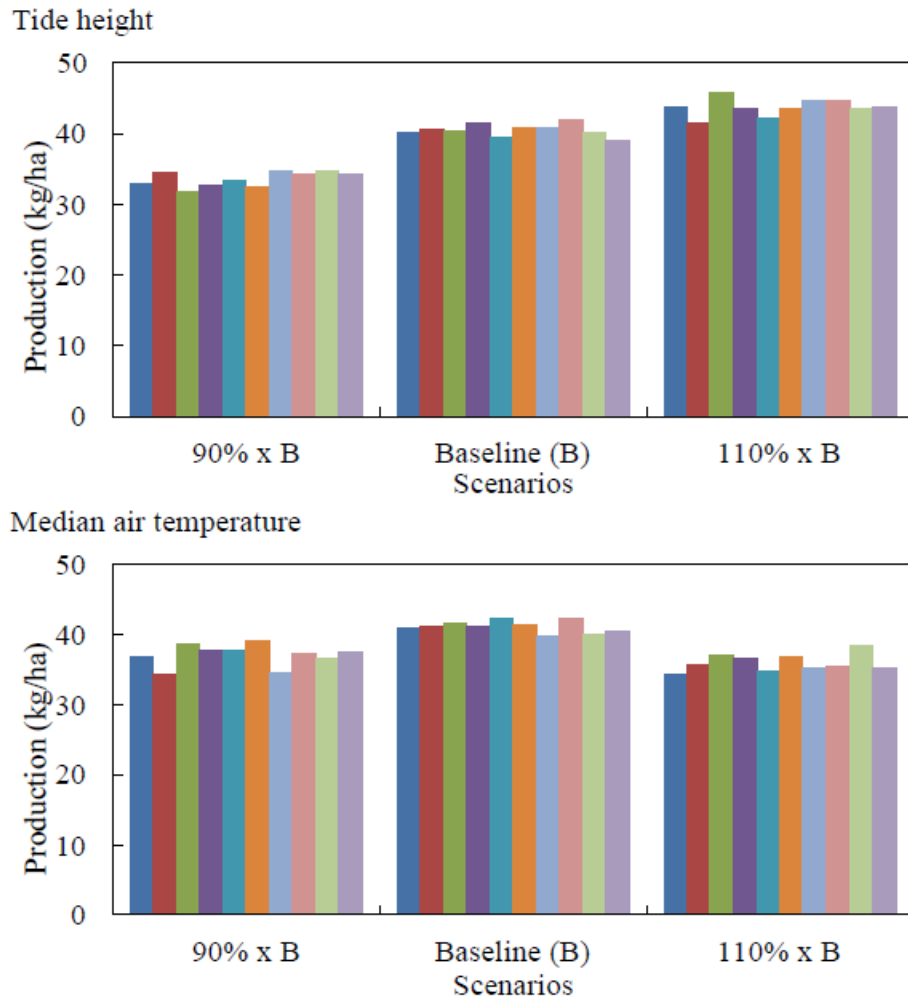 Tide height
Production (kg/ha)
50
40
30
20
10
0
90% x B
Baseline (B)
110% x B
Scenarios
Median air temperature
Production (kg/ha)
50
40
30
20
10
0
90% x B
Baseline (B)
110% x B
Scenarios